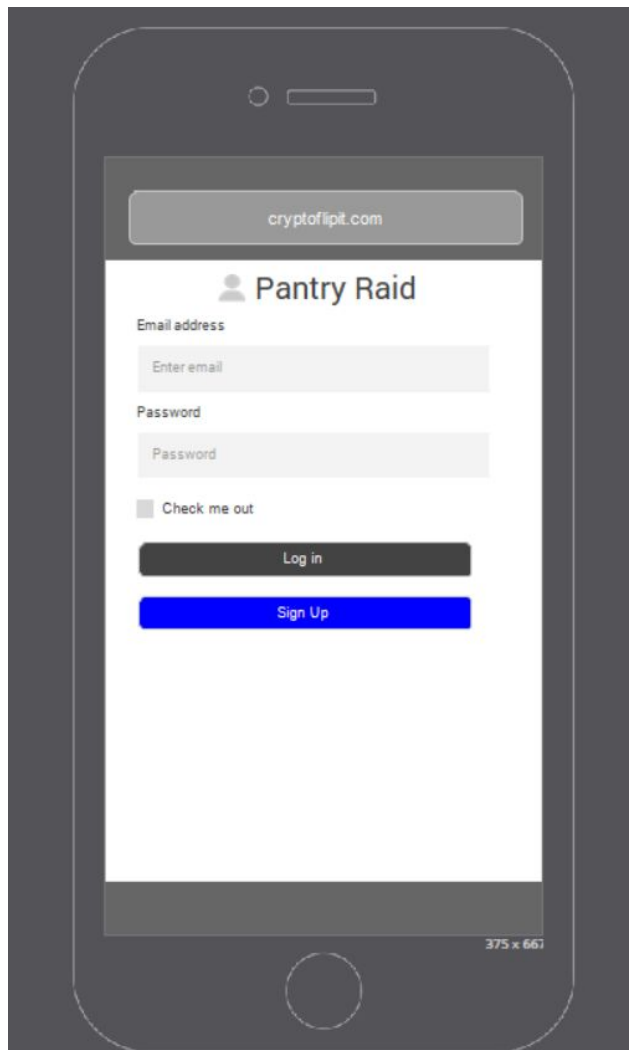 cryptoflipit.com
Pantry Raid
Email address
Enter email
Password
Password
Check me out
Log in
Sign Up
375 x 667